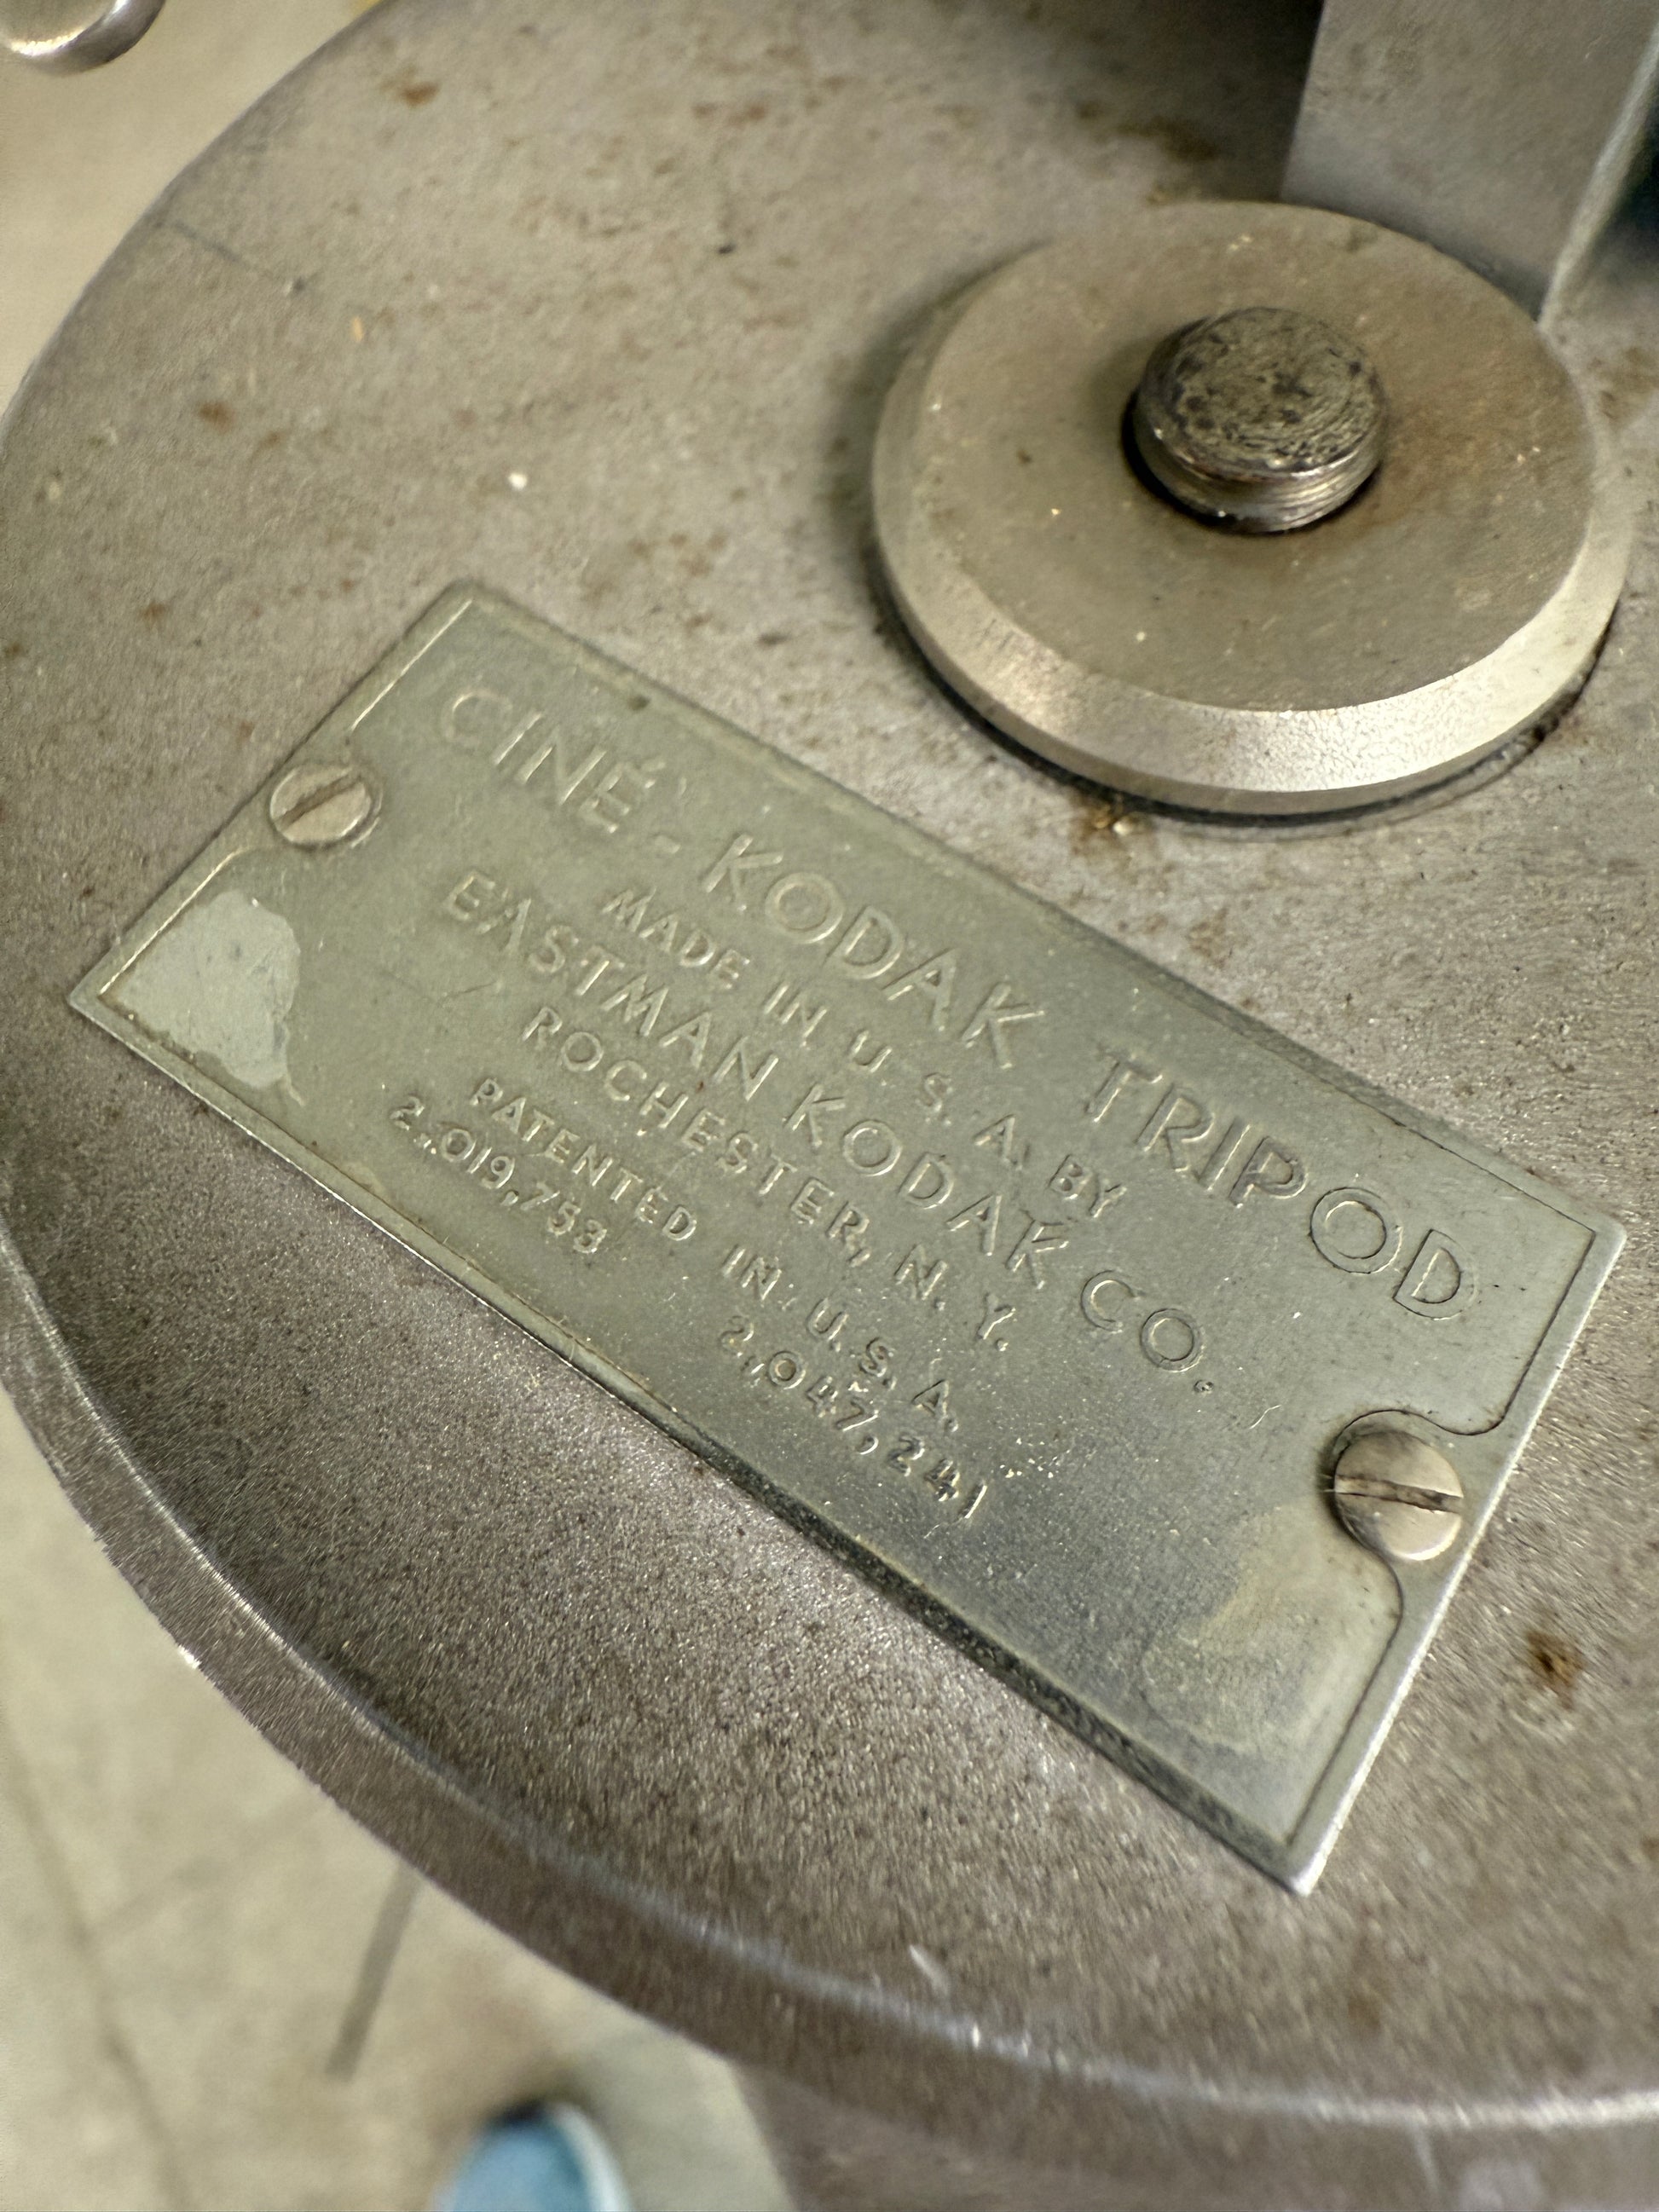 CINÉ-KODAK TRIPOD
MADE IN U. S. A. BY
EASTMAN KODAK CO.
ROCHESTER, N. Y.
PATENTED IN U. S. A.
2,019,753 2,047,241